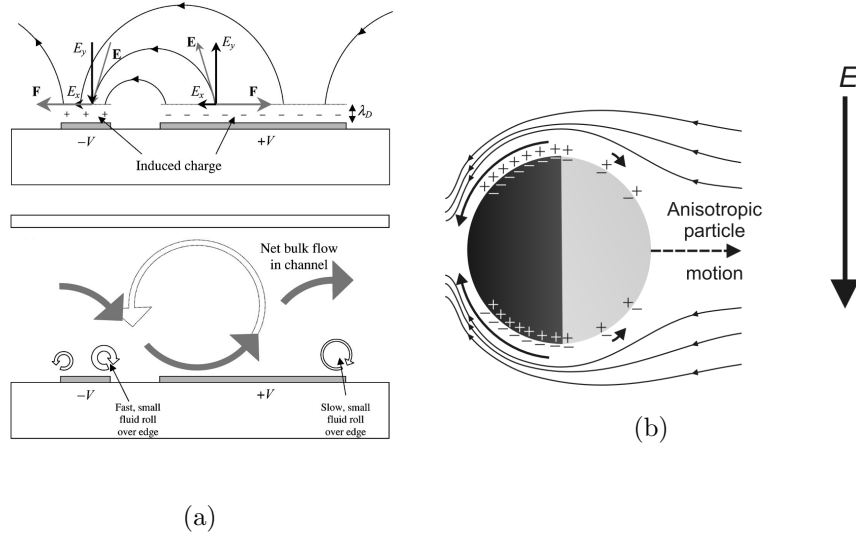 E_y
E
E
E_y
F
E_x
E_x
F
λ_D
+ + +
− − − − − − − − −
−V
+V
Induced charge
Net bulk flow
in channel
−V
+V
Fast, small
fluid roll
over edge
Slow, small
fluid roll
over edge
(a)
E
Anisotropic
particle
motion
(b)